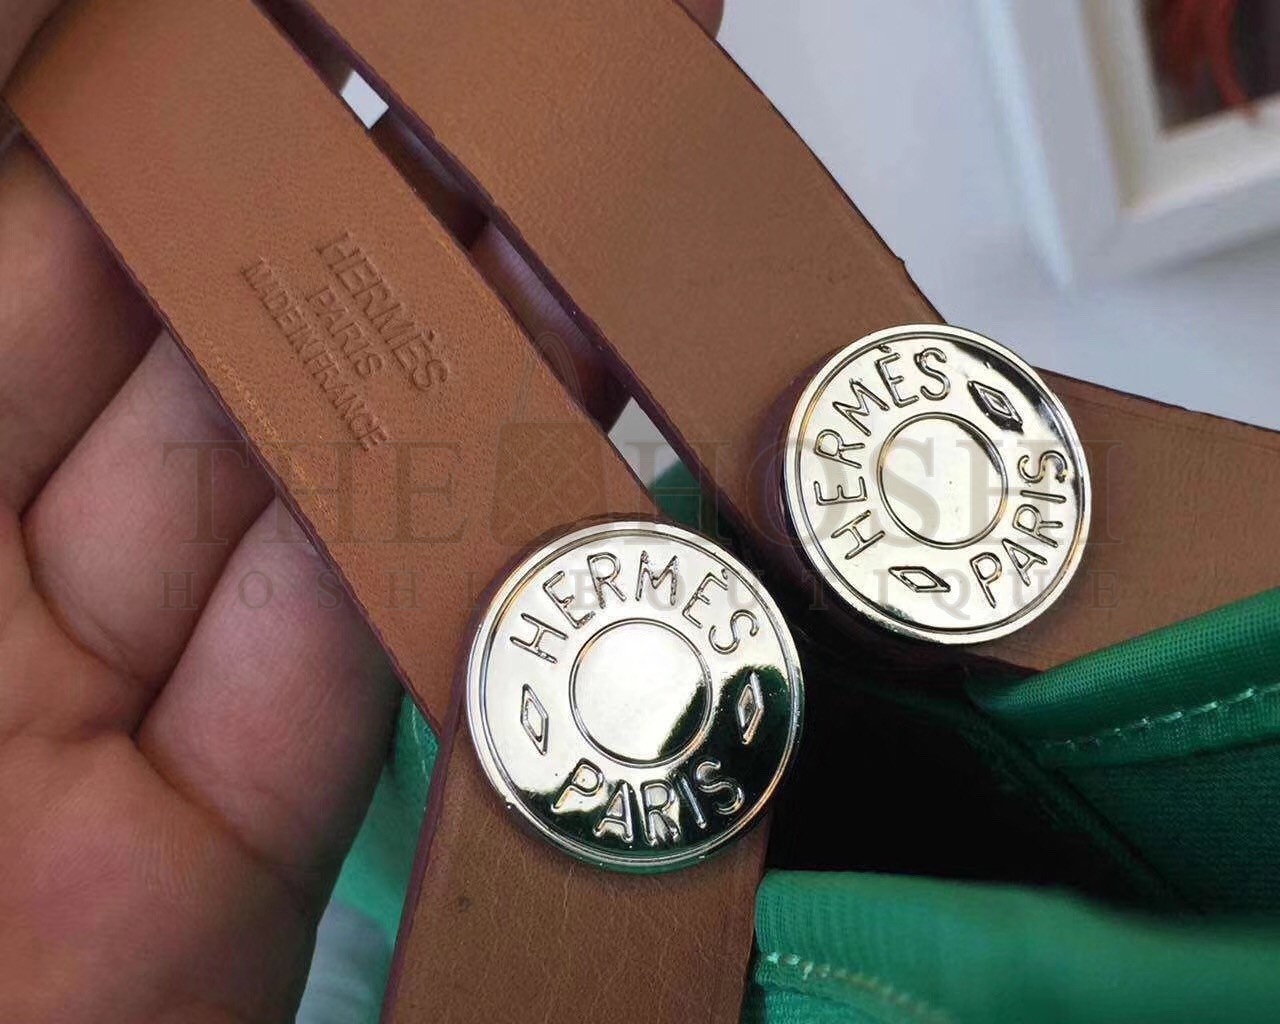 HERMÈS
PARIS
MADE IN FRANCE
HERMÈS
PARIS
HERMÈS
PARIS
THE HOSHI
HOSHI BOUTIQUE